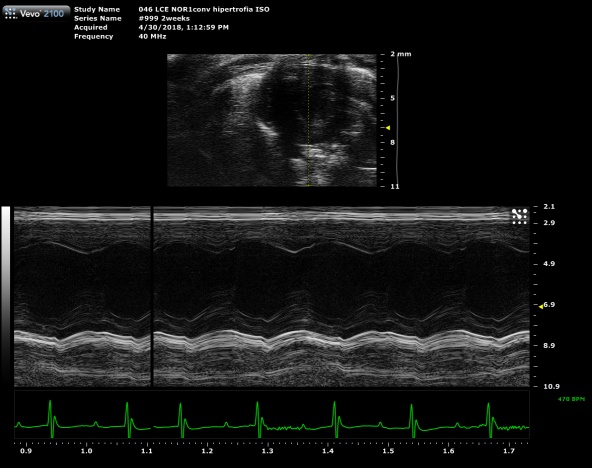 Vevo 2100
Study Name 046 LCE NOR1conv hipertrofia ISO
Series Name #999 2weeks
Acquired 4/30/2018, 1:12:59 PM
Frequency 40 MHz
2 mm
5
8
11
2.1
2.9
4.9
6.9
8.9
10.9
470 BPM
0.9 1.0 1.1 1.2 1.3 1.4 1.5 1.6 1.7